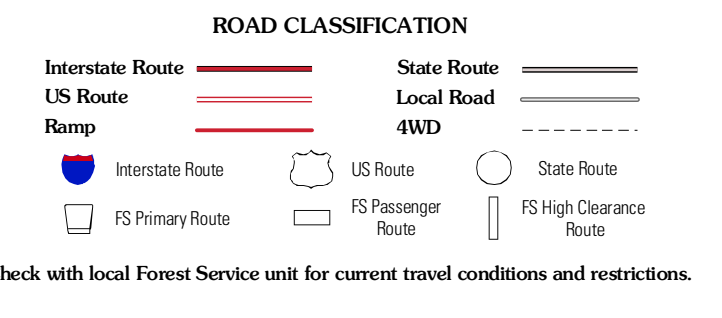 ROAD CLASSIFICATION
Interstate Route
State Route
US Route
Local Road
Ramp
4WD
Interstate Route
US Route
State Route
FS Primary Route
FS Passenger
Route
FS High Clearance
Route
heck with local Forest Service unit for current travel conditions and restrictions.